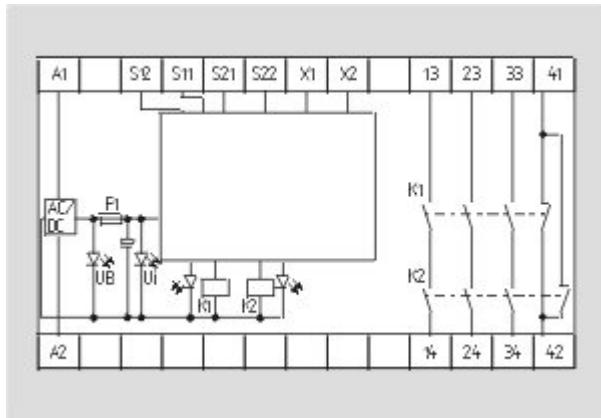 A1 S12 S11 S21 S22 X1 X2 13 23 33 41
K1
AC/
DC
F1
UB Ui
K1 K2
K2
A2 14 24 34 42